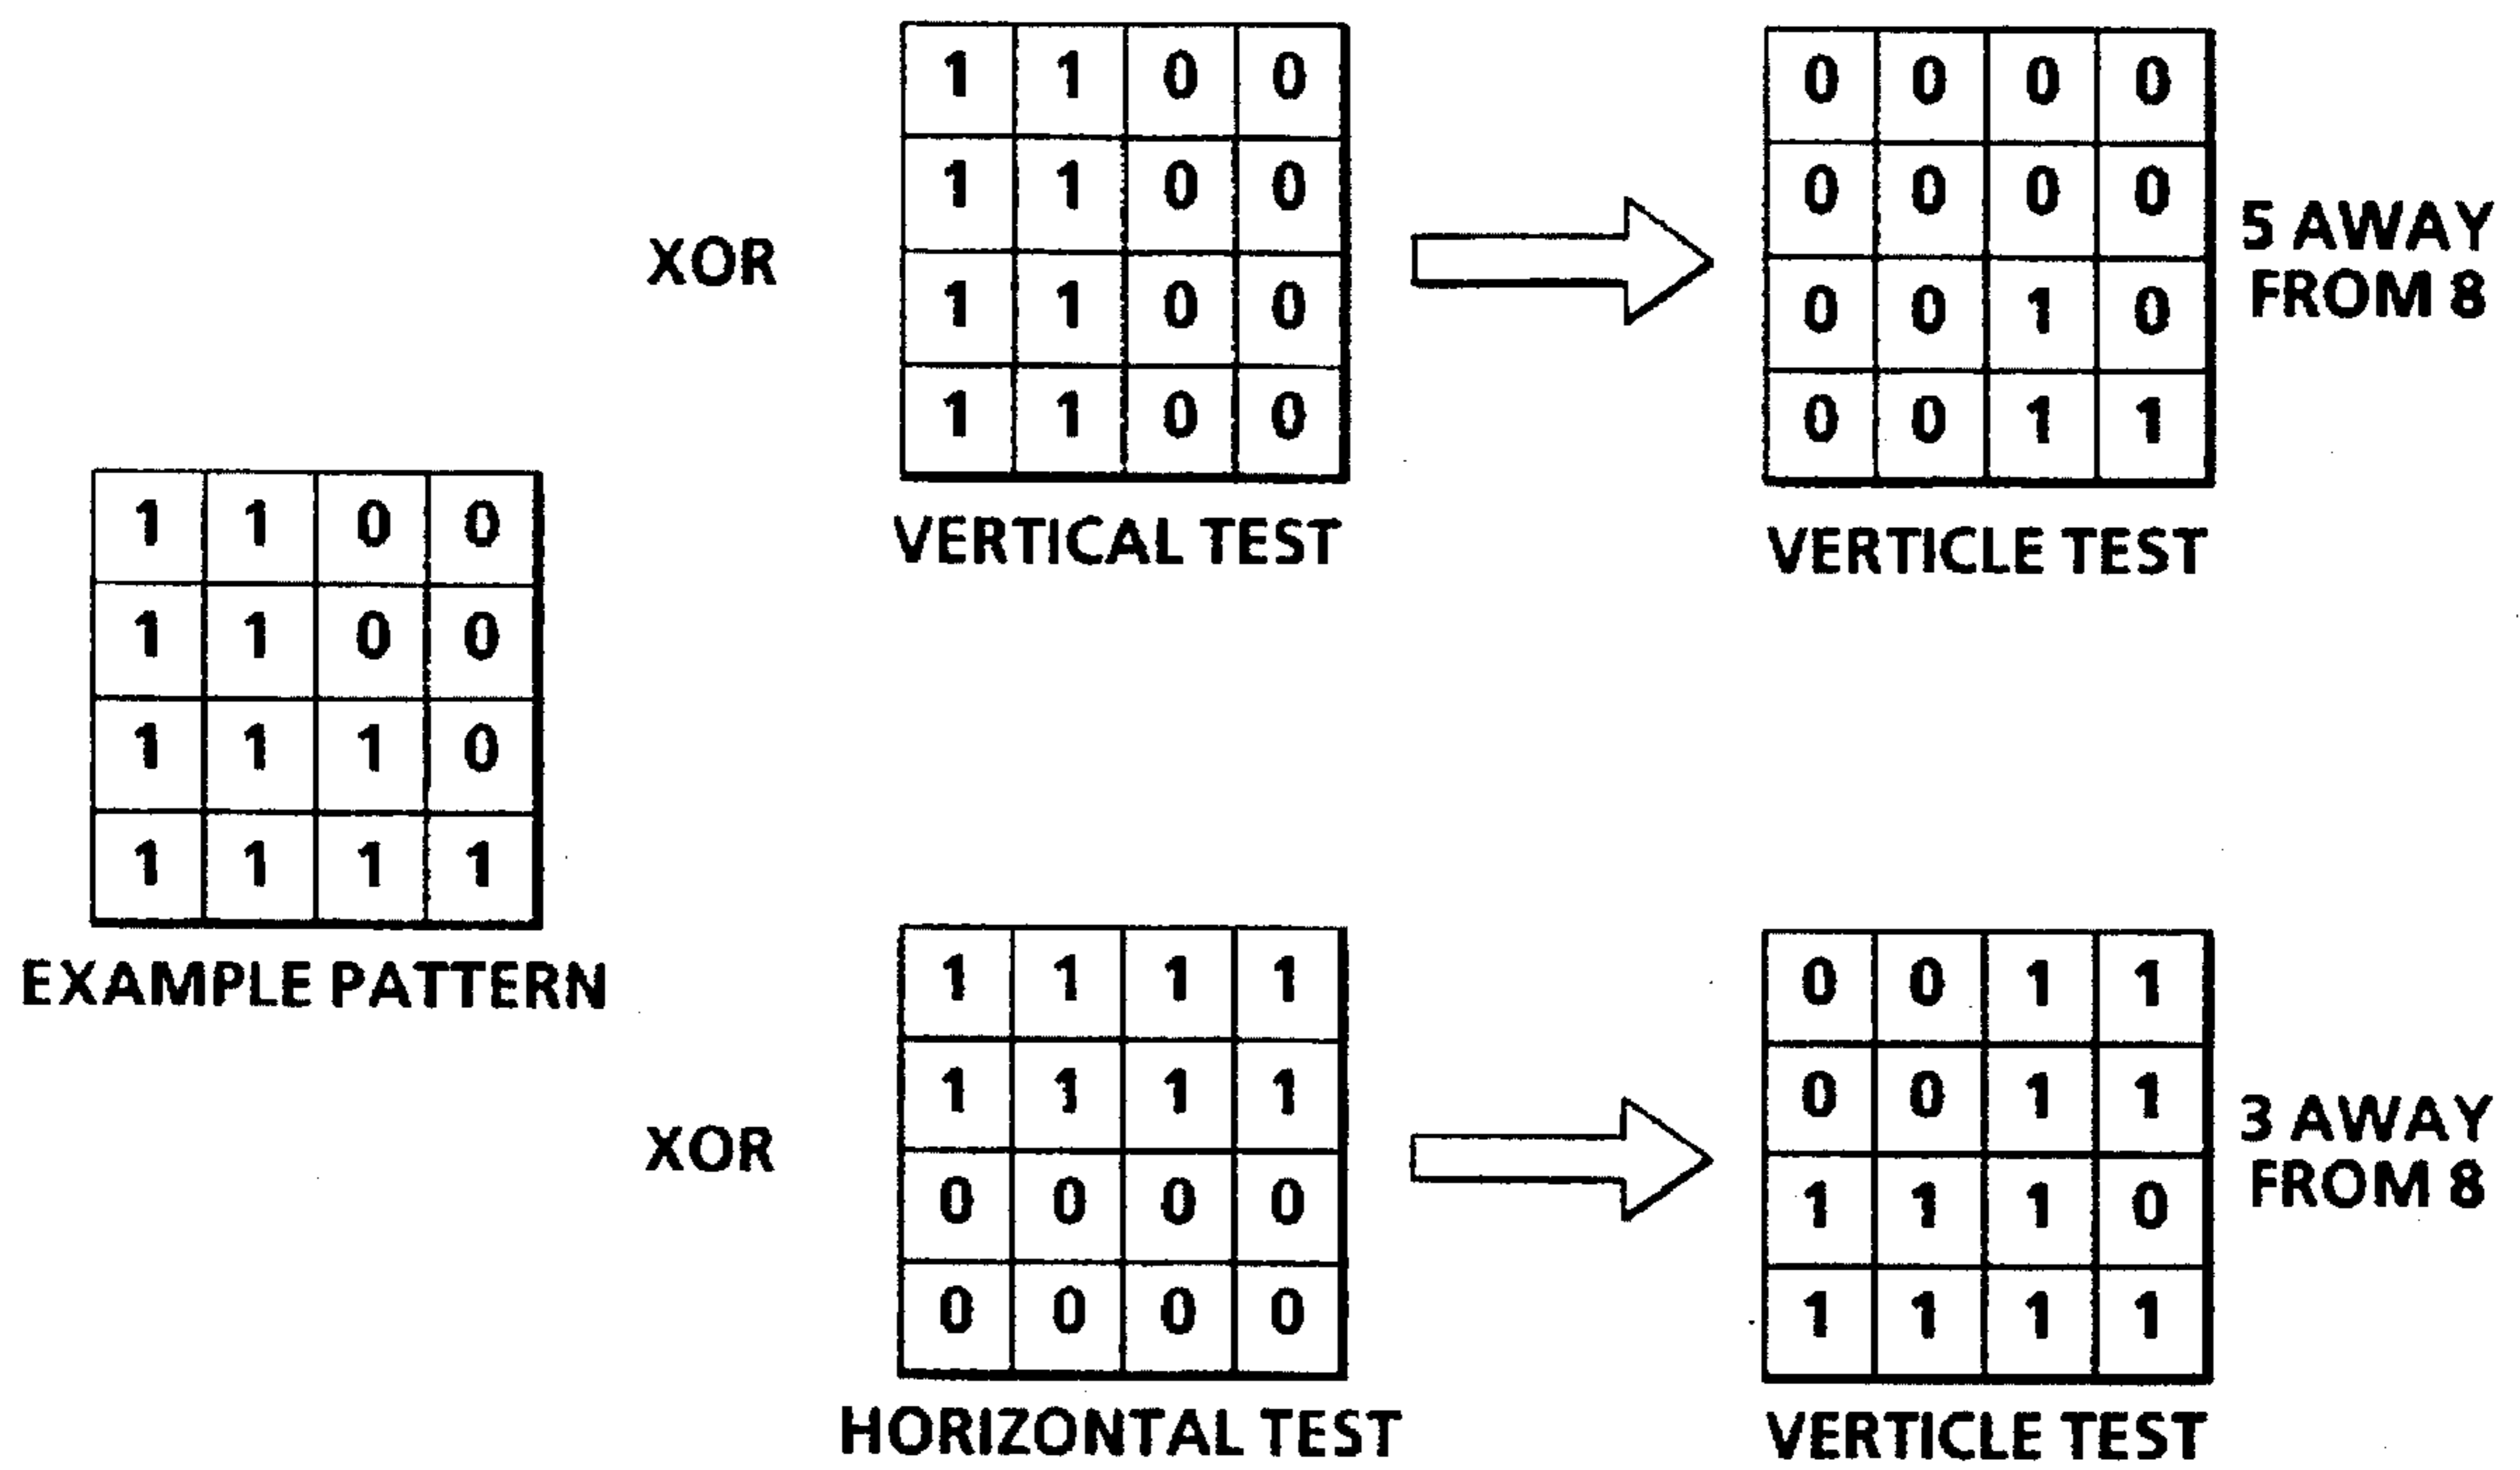 1 1 0 0
1 1 0 0
1 1 0 0
1 1 0 0
VERTICAL TEST
XOR
0 0 0 0
0 0 0 0
0 0 1 0
0 0 1 1
VERTICLE TEST
5 AWAY
FROM 8
1 1 0 0
1 1 0 0
1 1 1 0
1 1 1 1
EXAMPLE PATTERN
XOR
1 1 1 1
1 1 1 1
0 0 0 0
0 0 0 0
HORIZONTAL TEST
0 0 1 1
0 0 1 1
1 1 1 0
1 1 1 1
VERTICLE TEST
3 AWAY
FROM 8